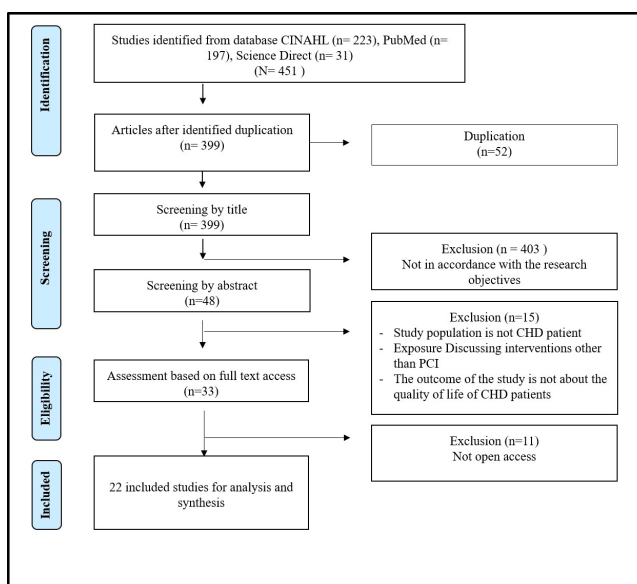 Identification
Studies identified from database CINAHL (n= 223), PubMed (n=
197), Science Direct (n= 31)
(N= 451 )
Articles after identified duplication
(n= 399)
Duplication
(n=52)
Screening
Screening by title
(n= 399)
Exclusion (n = 403 )
Not in accordance with the research
objectives
Screening by abstract
(n=48)
Exclusion (n=15)
- Study population is not CHD patient
- Exposure Discussing interventions other
than PCI
- The outcome of the study is not about the
quality of life of CHD patients
Eligibility
Assessment based on full text access
(n=33)
Exclusion (n=11)
Not open access
Included
22 included studies for analysis and
synthesis